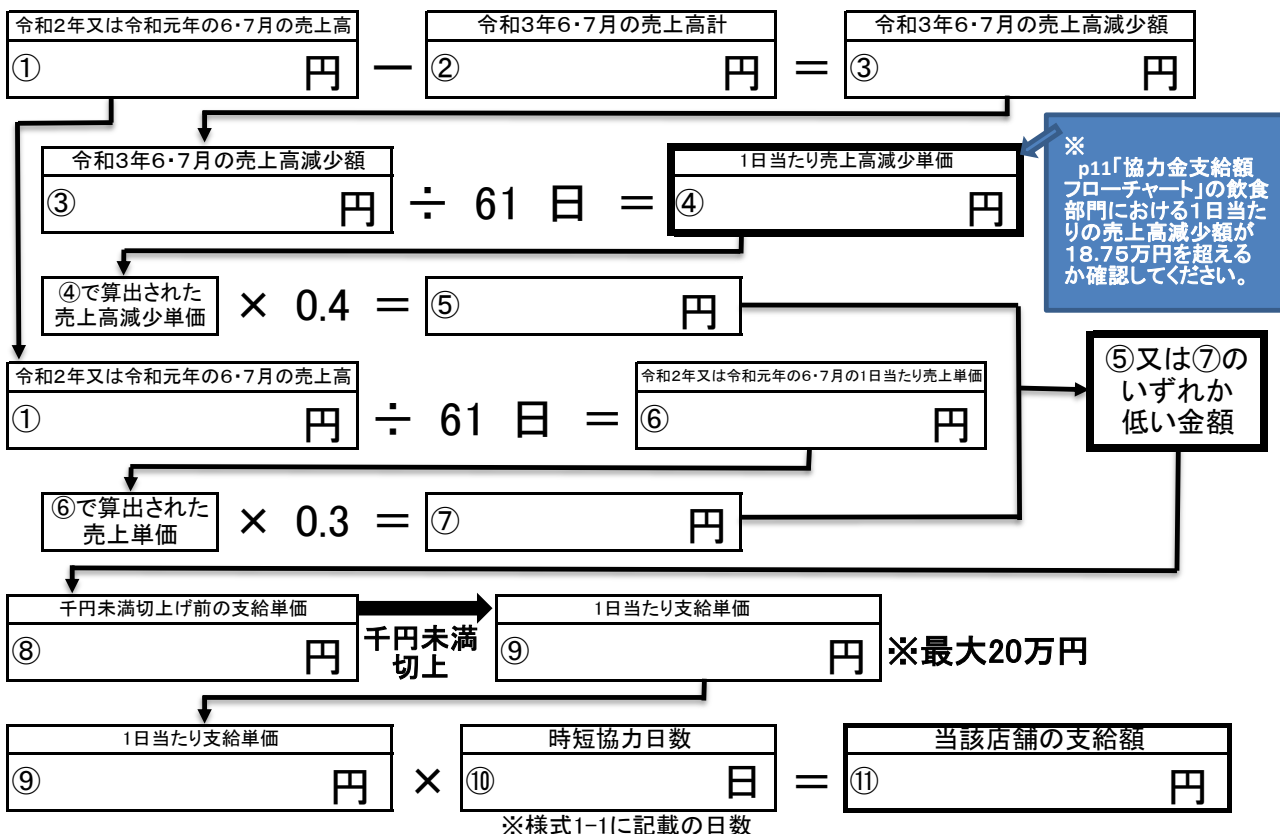 令和2年又は令和元年の6・7月の売上高
① 円
－
令和3年6・7月の売上高計
② 円
＝
令和3年6・7月の売上高減少額
③ 円
令和3年6・7月の売上高減少額
③ 円
÷ 61 日 ＝
1日当たり売上高減少単価
④ 円
※
p11「協力金支給額
フローチャート」の飲食
部門における1日当た
りの売上高減少額が
18.75万円を超える
か確認してください。
④で算出された
売上高減少単価
× 0.4 ＝
⑤ 円
令和2年又は令和元年の6・7月の売上高
① 円
÷ 61 日 ＝
令和2年又は令和元年の6・7月の1日当たり売上単価
⑥ 円
⑤又は⑦の
いずれか
低い金額
⑥で算出された
売上単価
× 0.3 ＝
⑦ 円
千円未満切上げ前の支給単価
⑧ 円
千円未満
切上
1日当たり支給単価
⑨ 円
※最大20万円
1日当たり支給単価
⑨ 円
×
時短協力日数
⑩ 日
＝
当該店舗の支給額
⑪ 円
※様式1-1に記載の日数